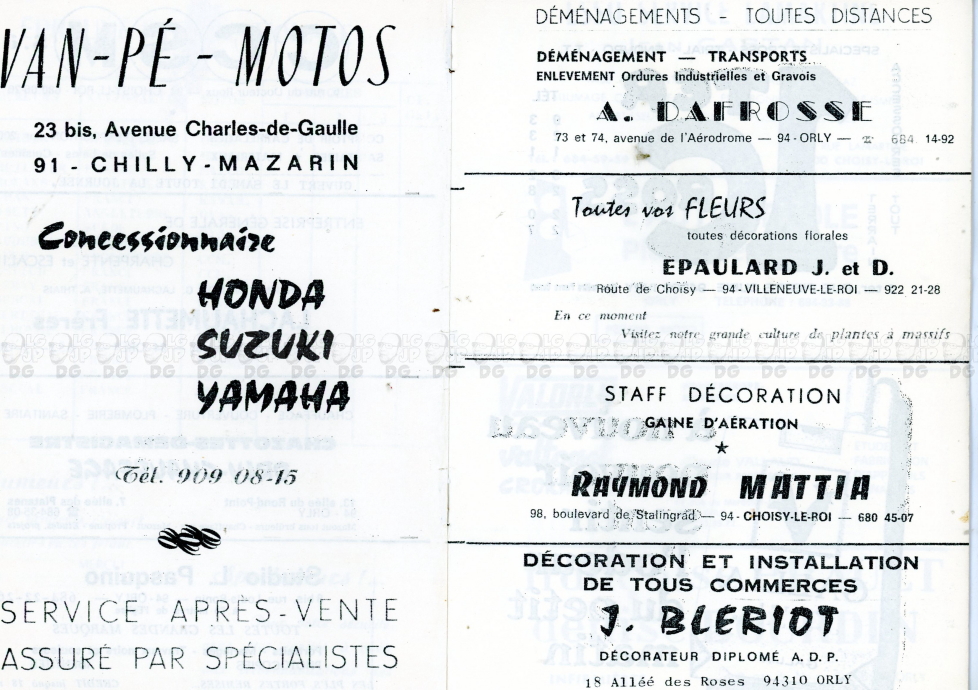 VAN-PÉ-MOTOS
23 bis, Avenue Charles-de-Gaulle
91 - CHILLY-MAZARIN
Concessionnaire
HONDA
SUZUKI
YAMAHA
Tél. 909 08-15
SERVICE APRÈS-VENTE
ASSURÉ PAR SPÉCIALISTES
DÉMÉNAGEMENTS - TOUTES DISTANCES
DÉMÉNAGEMENT — TRANSPORTS
ENLEVEMENT Ordures Industrielles et Gravois
A. DAFROSSE
73 et 74, avenue de l'Aérodrome — 94-ORLY — ☎ 684 14-92
Toutes vos FLEURS
toutes décorations florales
EPAULARD J. et D.
Route de Choisy — 94-VILLENEUVE-LE-ROI — 922 21-28
En ce moment
Visitez notre grande culture de plantes à massifs
STAFF DÉCORATION
GAINE D'AÉRATION
★
RAYMOND MATTIA
98, boulevard de Stalingrad — 94-CHOISY-LE-ROI — 680 45-07
DÉCORATION ET INSTALLATION
DE TOUS COMMERCES
J. BLERIOT
DÉCORATEUR DIPLOMÉ A.D.P.
18 Alléé des Roses 94310 ORLY